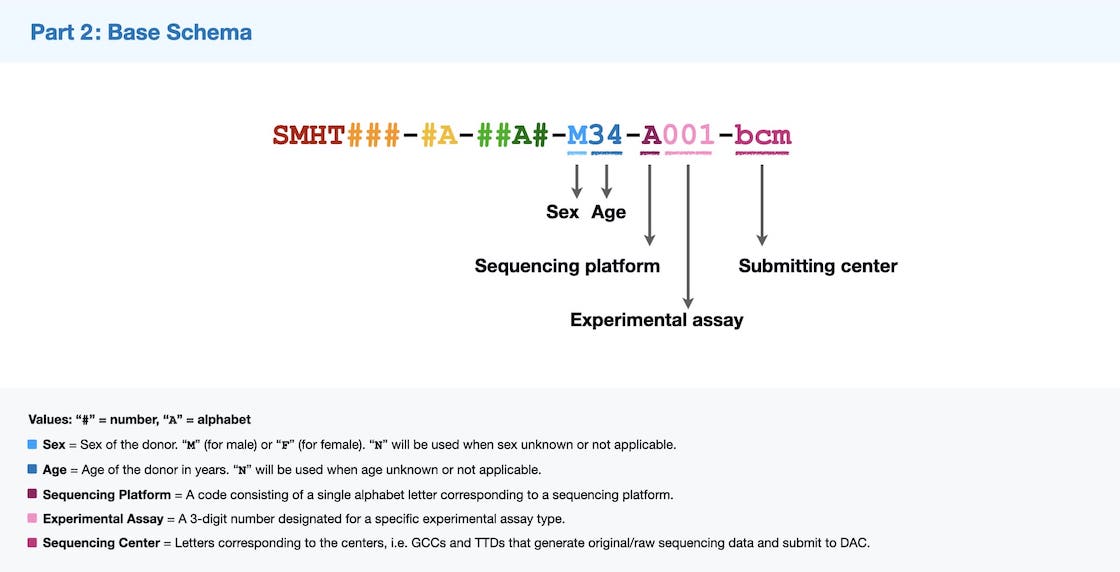 Part 2: Base Schema
SMHT###-#A-##A#-M34-A001-bcm
Sex Age
Sequencing platform Submitting center
Experimental assay
Values: “#” = number, “A” = alphabet
Sex = Sex of the donor. “M” (for male) or “F” (for female). “N” will be used when sex unknown or not applicable.
Age = Age of the donor in years. “N” will be used when age unknown or not applicable.
Sequencing Platform = A code consisting of a single alphabet letter corresponding to a sequencing platform.
Experimental Assay = A 3-digit number designated for a specific experimental assay type.
Sequencing Center = Letters corresponding to the centers, i.e. GCCs and TTDs that generate original/raw sequencing data and submit to DAC.